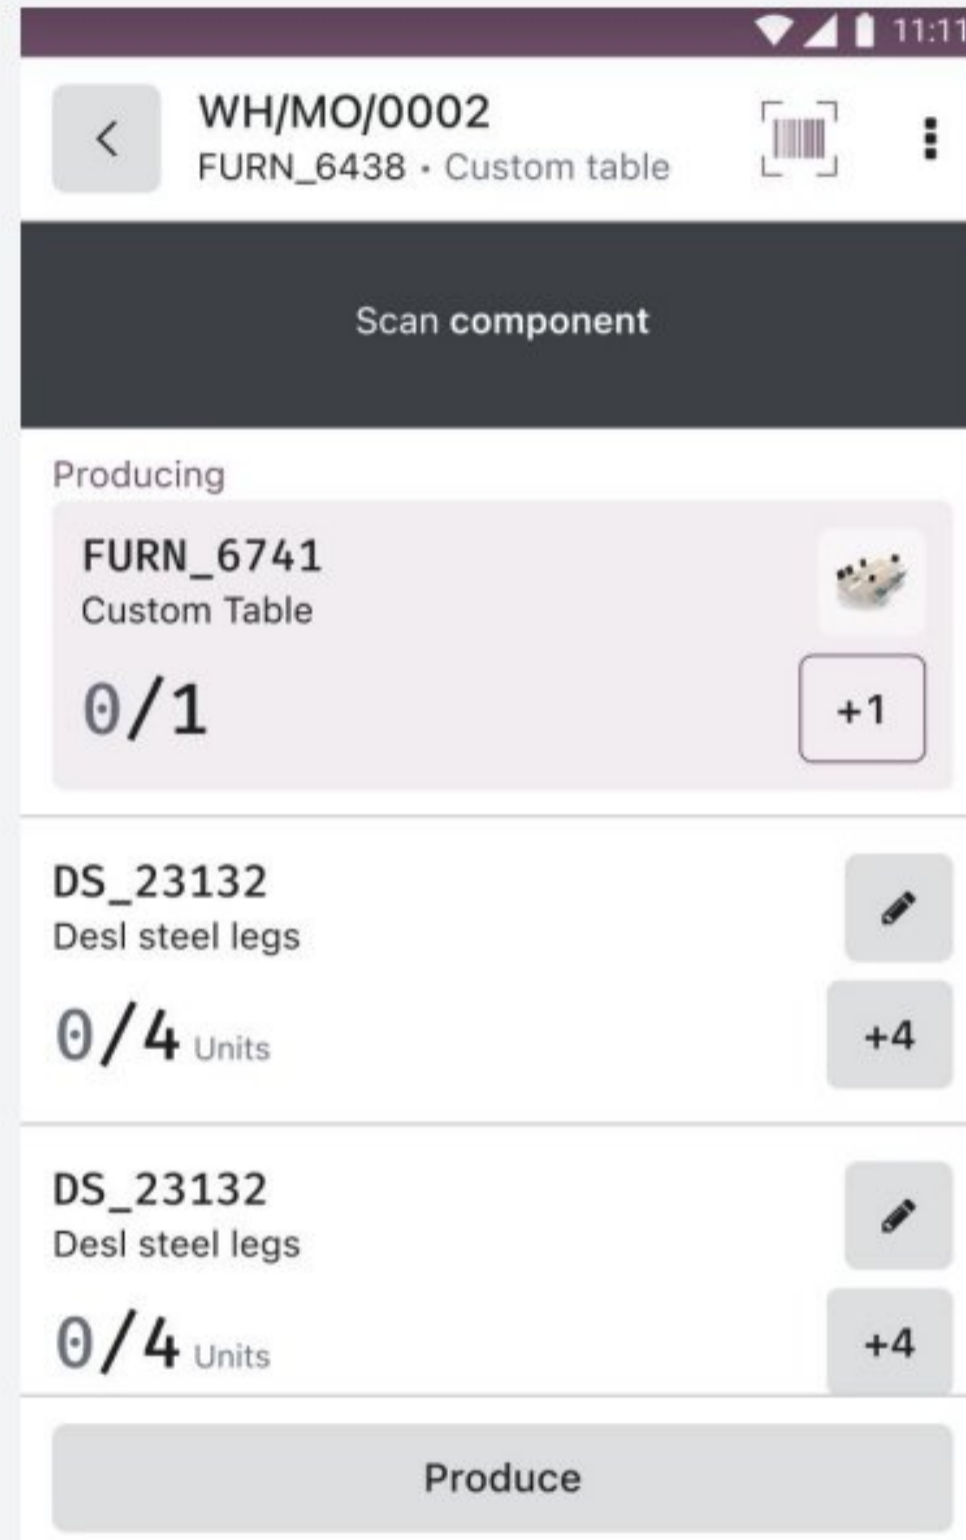 11:11
WH/MO/0002
FURN_6438 · Custom table
Scan component
Producing
FURN_6741
Custom Table
0/1
+1
DS_23132
Desl steel legs
0/4 Units
+4
DS_23132
Desl steel legs
0/4 Units
+4
Produce